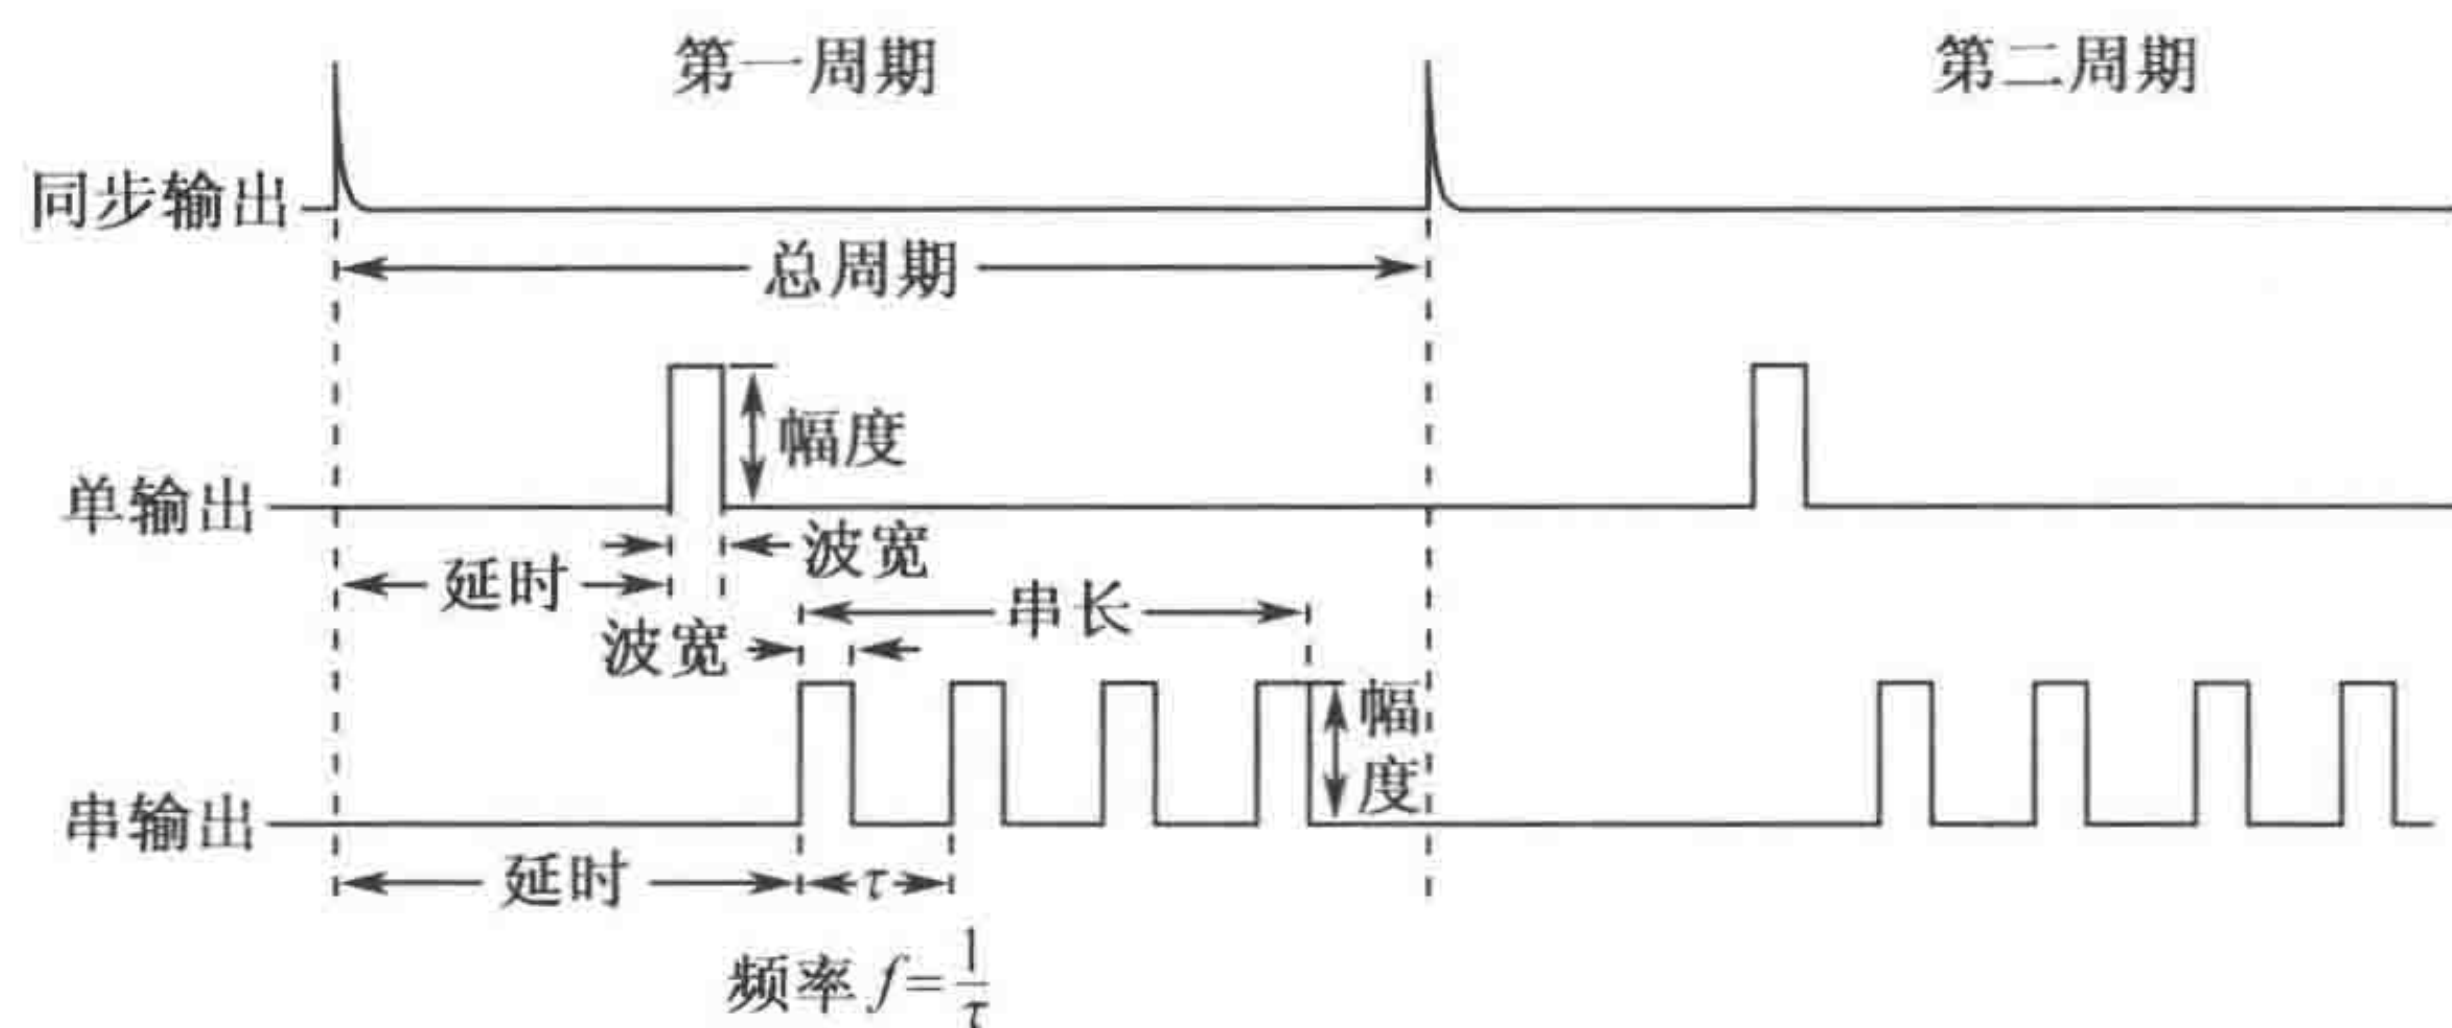 第一周期
第二周期
同步输出
总周期
幅度
单输出
波宽
延时
串长
波宽
幅
度
串输出
延时
τ
频率 f=1/τ